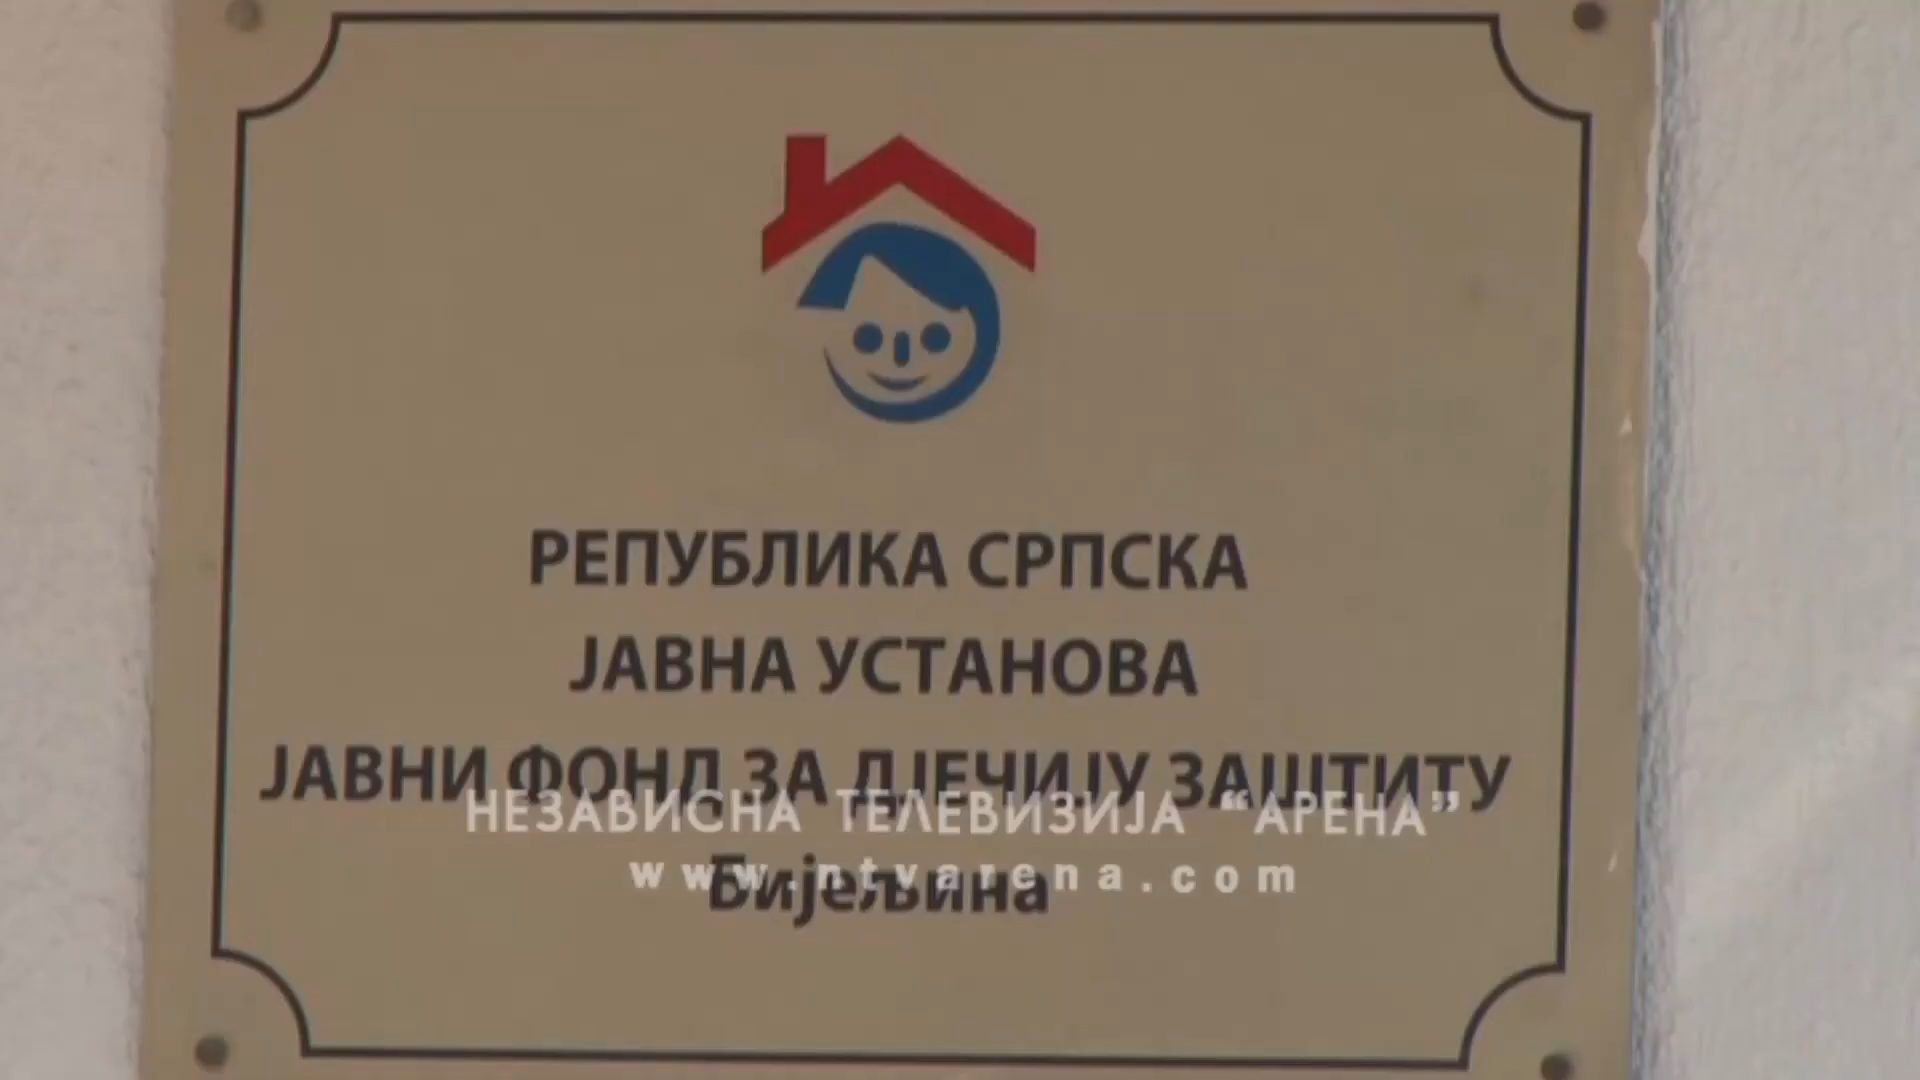 РЕПУБЛИКА СРПСКА
ЈАВНА УСТАНОВА
ЈАВНИ ФОНД ЗА ДЈЕЧИЈУ ЗАШТИТУ
НЕЗАВИСНА ТЕЛЕВИЗИЈА “АРЕНА”
www.ntvarena.com
Бијељина